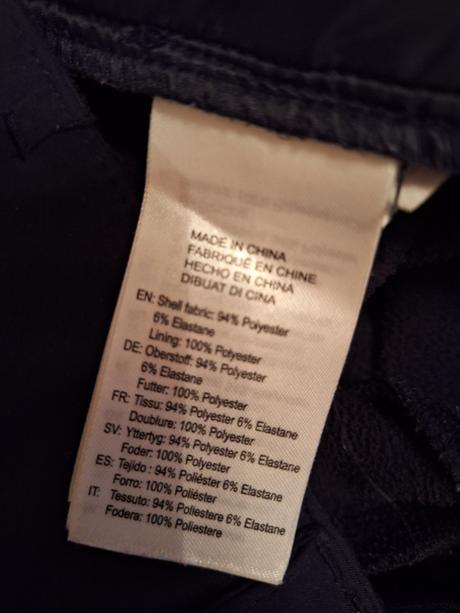 MADE IN CHINA
FABRIQUÉ EN CHINE
HECHO EN CHINA
DIBUAT DI CINA
EN: Shell fabric: 94% Polyester
6% Elastane
Lining: 100% Polyester
DE: Oberstoff: 94% Polyester
6% Elastane
Futter: 100% Polyester
FR: Tissu: 94% Polyester 6% Elastane
Doublure: 100% Polyester
SV: Yttertyg: 94% Polyester 6% Elastane
Foder: 100% Polyester
ES: Tejido : 94% Poliéster 6% Elastane
Forro: 100% Poliéster
IT: Tessuto: 94% Poliestere 6% Elastane
Fodera: 100% Poliestere